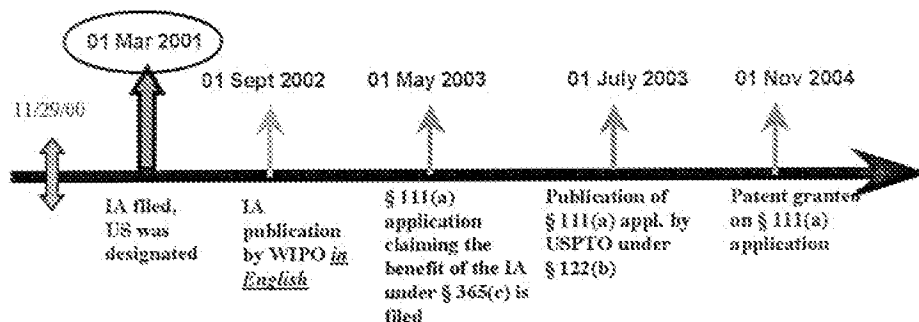 01 Mar 2001
01 Sept 2002
01 May 2003
01 July 2003
01 Nov 2004
11/29/00
IA filed,
US was
designated
IA
publication
by WIPO in
English
§ 111(a)
application
claiming the
benefit of the IA
under § 365(c) is
filed
Publication of
§ 111(a) appl. by
USPTO under
§ 122(b)
Patent granted
on § 111(a)
application